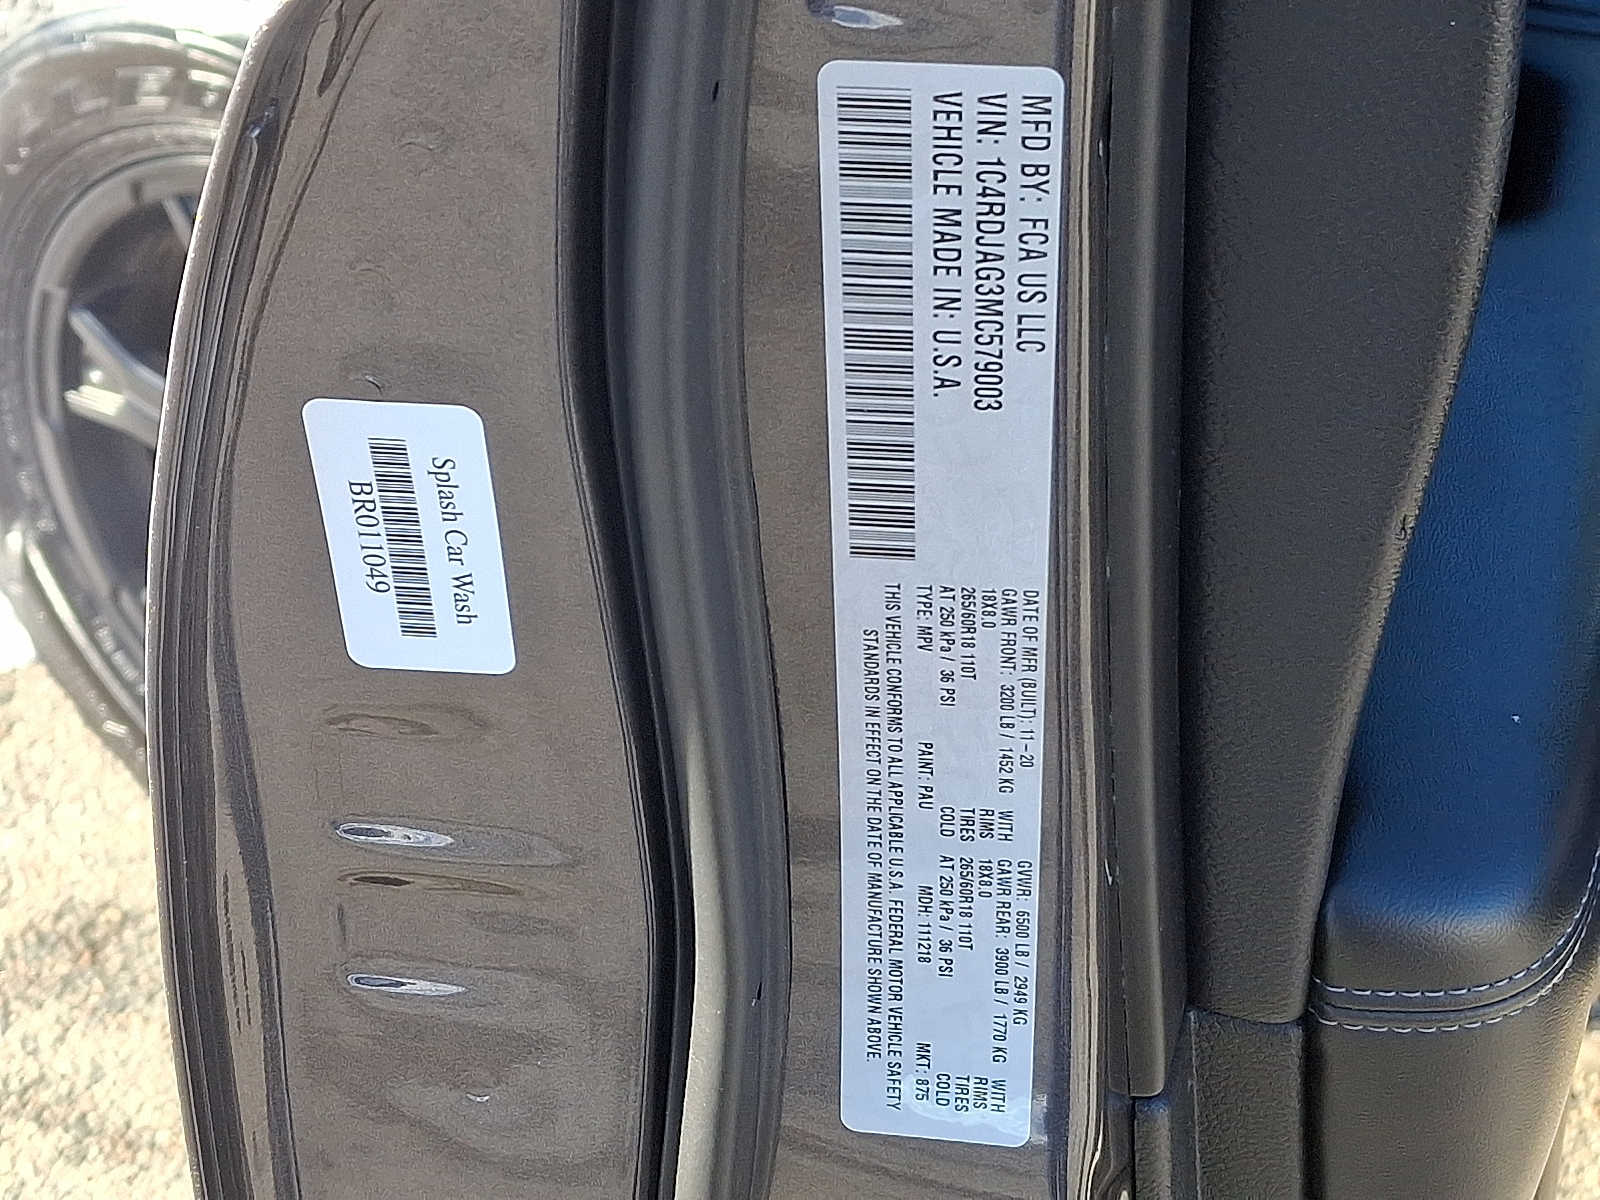 MFD BY: FCA US LLC
VIN: 1C4RDJAG3MC579003
VEHICLE MADE IN: U.S.A.
DATE OF MFR (BUILT): 11-20 GVWR: 6500 LB / 2949 KG
GAWR FRONT: 3200 LB / 1452 KG WITH GAWR REAR: 3900 LB / 1770 KG WITH
18X8.0 RIMS 18X8.0 RIMS
265/60R18 110T TIRES 265/60R18 110T TIRES
AT 250 kPa / 36 PSI COLD AT 250 kPa / 36 PSI COLD
TYPE: MPV PAINT: PAU MDH: 111218 MKT: 875
THIS VEHICLE CONFORMS TO ALL APPLICABLE U.S.A. FEDERAL MOTOR VEHICLE SAFETY
STANDARDS IN EFFECT ON THE DATE OF MANUFACTURE SHOWN ABOVE.
Splash Car Wash
BR011049